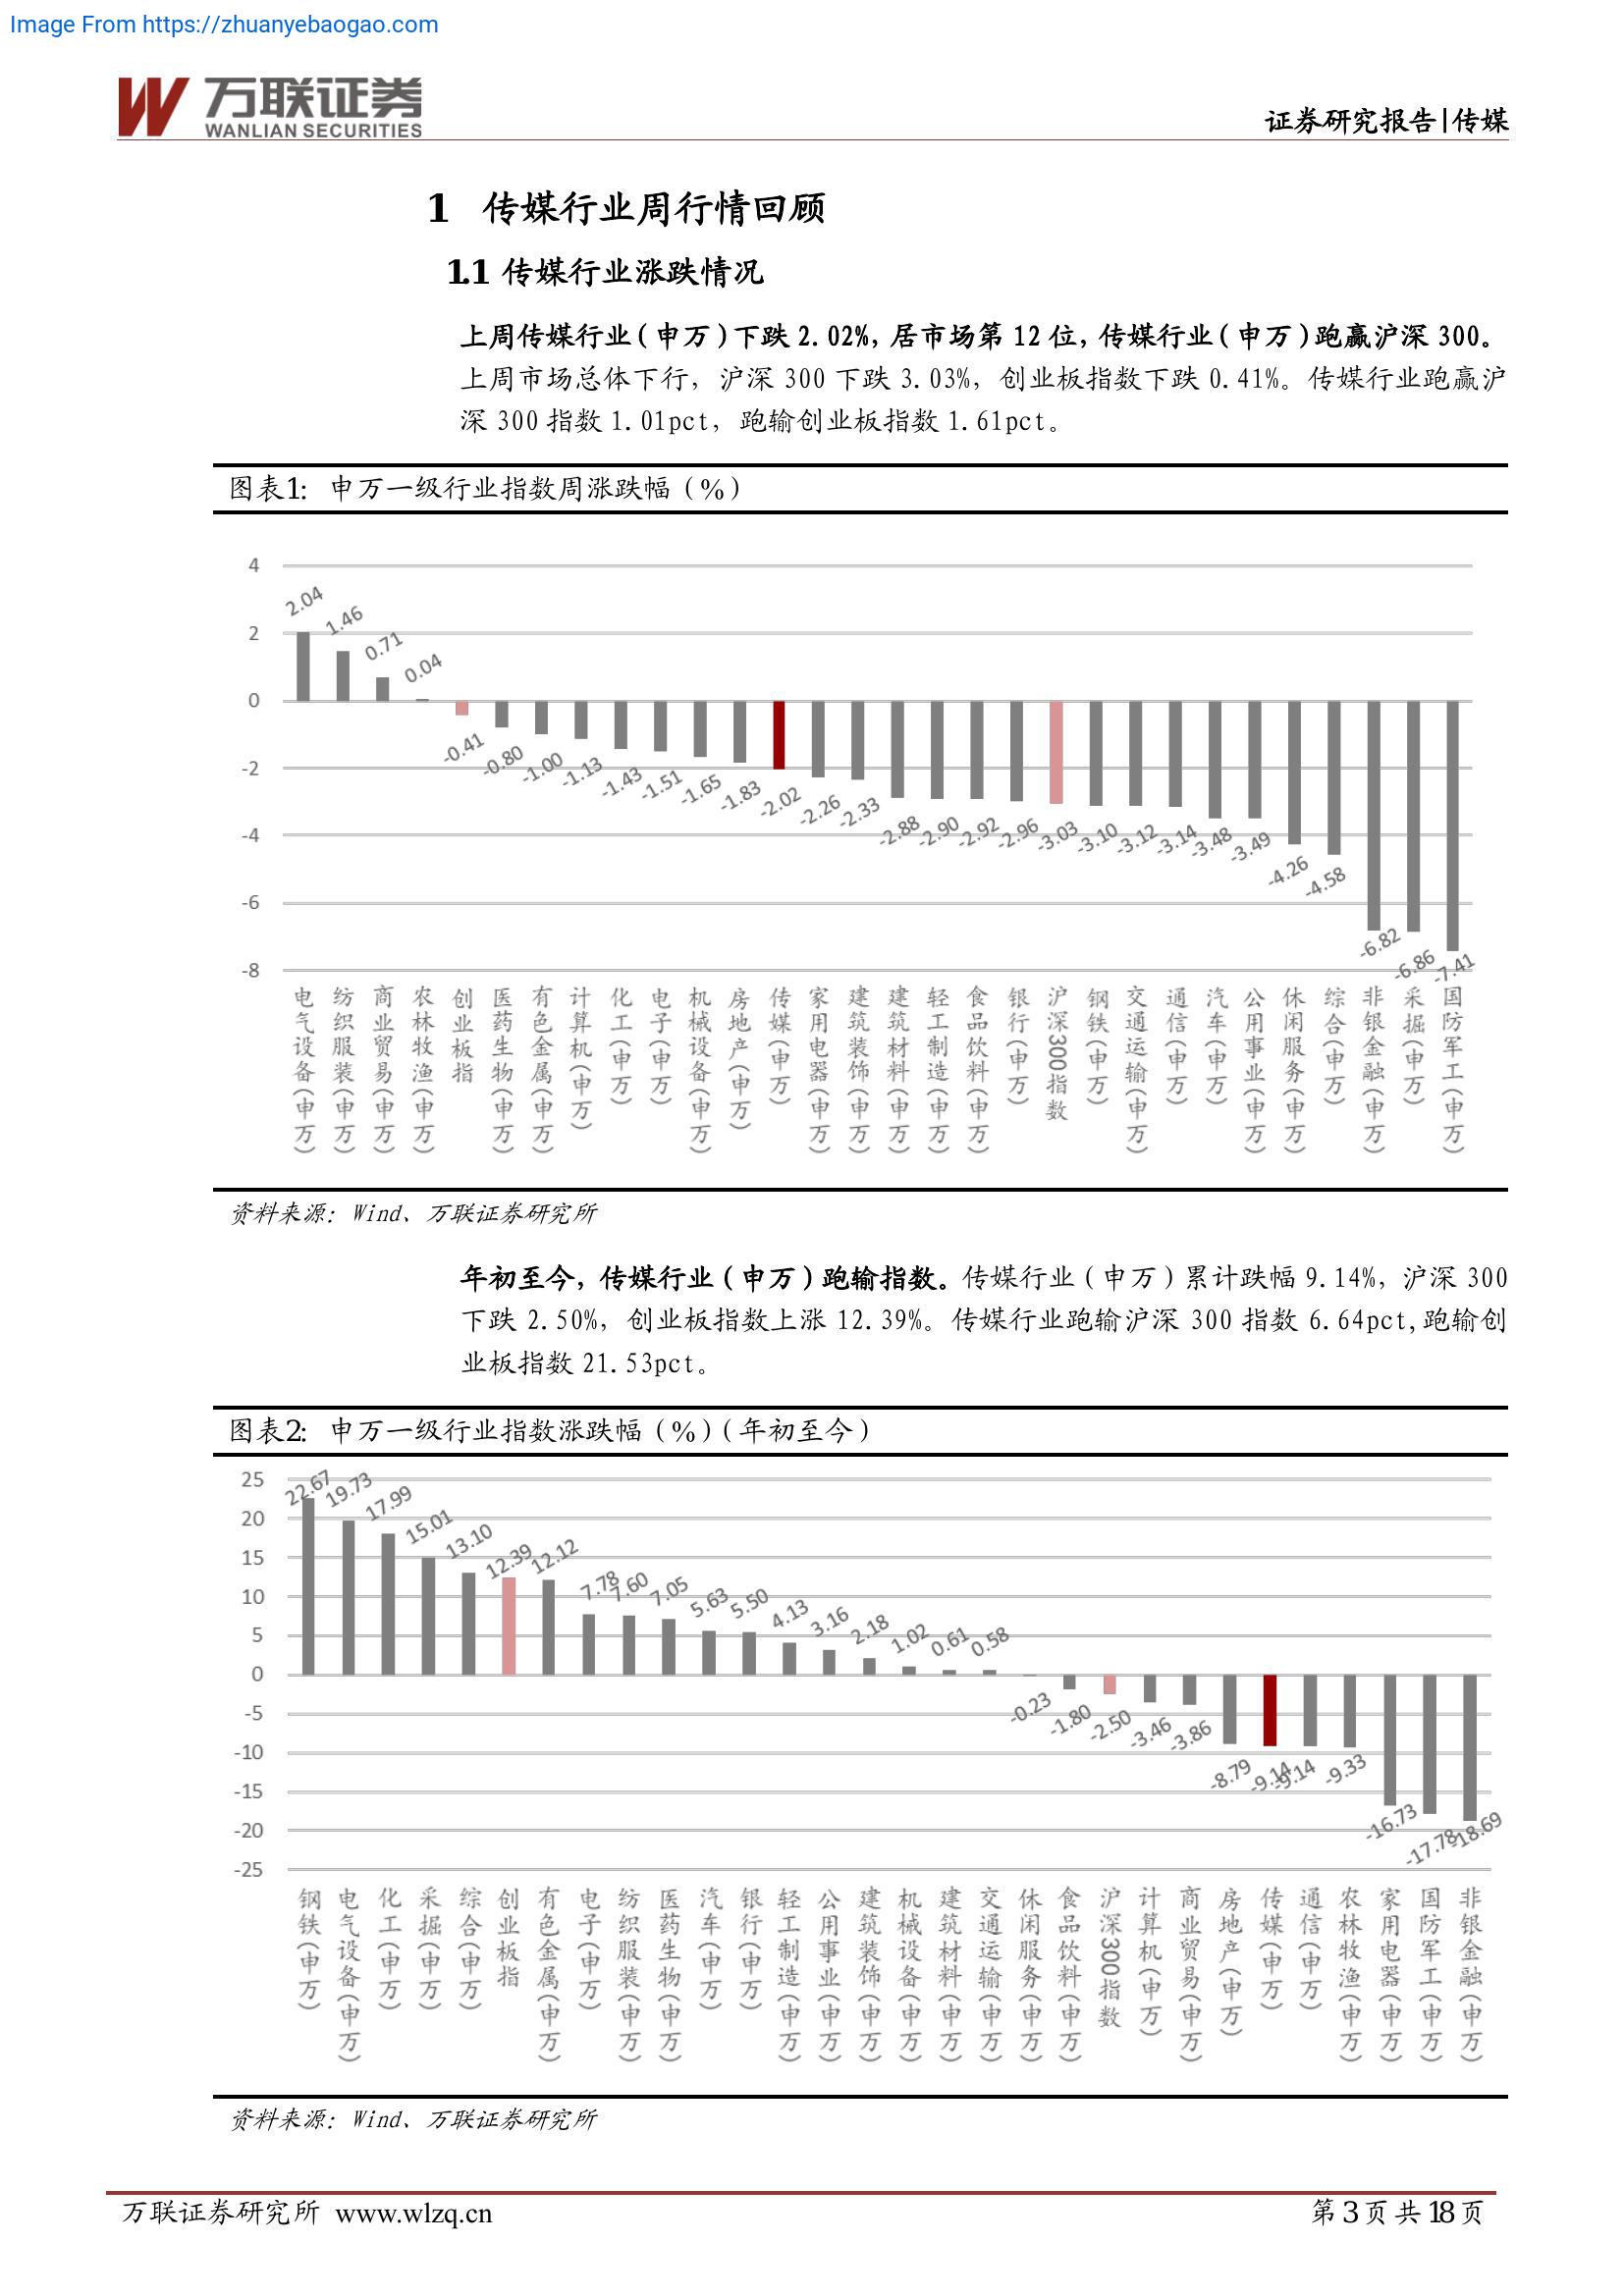 Image From https://zhuanyebaogao.com
万联证券
WANLIAN SECURITIES
证券研究报告|传媒
1 传媒行业周行情回顾
1.1 传媒行业涨跌情况
上周传媒行业（申万）下跌 2.02%，居市场第 12 位，传媒行业（申万）跑赢沪深 300。
上周市场总体下行，沪深 300 下跌 3.03%，创业板指数下跌 0.41%。传媒行业跑赢沪
深 300 指数 1.01pct，跑输创业板指数 1.61pct。
图表1： 申万一级行业指数周涨跌幅（%）
4
2
0
-2
-4
-6
-8
2.04
1.46
0.71
0.04
-0.41
-0.80
-1.00
-1.13
-1.43
-1.51
-1.65
-1.83
-2.02
-2.26
-2.33
-2.88
-2.90
-2.92
-2.96
-3.03
-3.10
-3.12
-3.14
-3.48
-3.49
-4.26
-4.58
-6.82
-6.86
-7.41
电气设备(申万)
纺织服装(申万)
商业贸易(申万)
农林牧渔(申万)
创业板指
医药生物(申万)
有色金属(申万)
计算机(申万)
化工(申万)
电子(申万)
机械设备(申万)
房地产(申万)
传媒(申万)
家用电器(申万)
建筑装饰(申万)
建筑材料(申万)
轻工制造(申万)
食品饮料(申万)
银行(申万)
沪深300指数
钢铁(申万)
交通运输(申万)
通信(申万)
汽车(申万)
公用事业(申万)
休闲服务(申万)
综合(申万)
非银金融(申万)
采掘(申万)
国防军工(申万)
资料来源：Wind、万联证券研究所
年初至今，传媒行业（申万）跑输指数。传媒行业（申万）累计跌幅 9.14%，沪深 300
下跌 2.50%，创业板指数上涨 12.39%。传媒行业跑输沪深 300 指数 6.64pct,跑输创
业板指数 21.53pct。
图表2： 申万一级行业指数涨跌幅（%）（年初至今）
25
20
15
10
5
0
-5
-10
-15
-20
-25
22.67
19.73
17.99
15.01
13.10
12.39
12.12
7.78
7.60
7.05
5.63
5.50
4.13
3.16
2.18
1.02
0.61
0.58
-0.23
-1.80
-2.50
-3.46
-3.86
-8.79
-9.14
-9.14
-9.33
-16.73
-17.78
-18.69
钢铁(申万)
电气设备(申万)
化工(申万)
采掘(申万)
综合(申万)
创业板指
有色金属(申万)
电子(申万)
纺织服装(申万)
医药生物(申万)
汽车(申万)
银行(申万)
轻工制造(申万)
公用事业(申万)
建筑装饰(申万)
机械设备(申万)
建筑材料(申万)
交通运输(申万)
休闲服务(申万)
食品饮料(申万)
沪深300指数
计算机(申万)
商业贸易(申万)
房地产(申万)
传媒(申万)
通信(申万)
农林牧渔(申万)
家用电器(申万)
国防军工(申万)
非银金融(申万)
资料来源：Wind、万联证券研究所
万联证券研究所 www.wlzq.cn
第 3 页 共 18 页